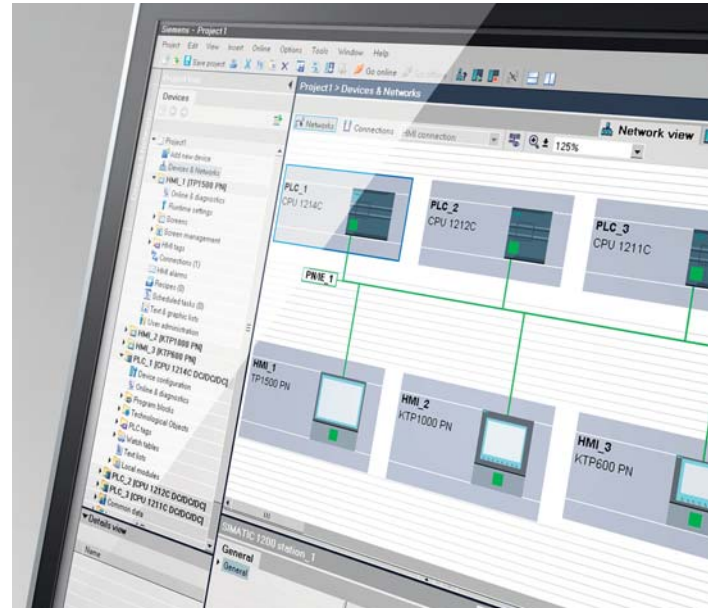 Siemens - Project1
Project Edit View Insert Online Options Tools Window Help
Save project Go online
Project1 > Devices & Networks
Devices
Networks Connections HMI connection 125%
Network view
Project1
Add new device
Devices & Networks
HMI_1 [TP1500 PN]
Online & diagnostics
Runtime settings
Screens
Screen management
HMI tags
Connections (1)
HMI alarms
Recipes (0)
Scheduled tasks (0)
Text & graphic lists
User administration
HMI_2 [KTP1000 PN]
HMI_3 [KTP600 PN]
PLC_1 [CPU 1214C DC/DC/DC]
Device configuration
Online & diagnostics
Program blocks
Technological Objects
PLC tags
Watch tables
Text lists
Local modules
PLC_2 [CPU 1212C DC/DC/DC]
PLC_3 [CPU 1211C DC/DC/DC]
Common data
Details view
Name
PLC_1
CPU 1214C
PLC_2
CPU 1212C
PLC_3
CPU 1211C
PN/IE_1
HMI_1
TP1500 PN
HMI_2
KTP1000 PN
HMI_3
KTP600 PN
SIMATIC 1200 station_1
General
General